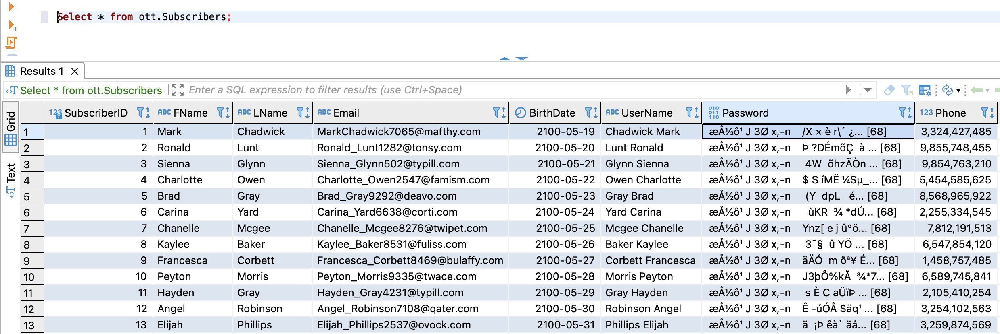 Select * from ott.Subscribers;
Results 1
Select * from ott.Subscribers Enter a SQL expression to filter results (use Ctrl+Space)
Grid
Text
123 SubscriberID ABC FName ABC LName ABC Email BirthDate ABC UserName 010 011 110 Password 123 Phone
1 1 Mark Chadwick MarkChadwick7065@mafthy.com 2100-05-19 Chadwick Mark æÅ½ô¹ J 3Ø x,-n /X × è r\´ ¿... [68] 3,324,427,485
2 2 Ronald Lunt Ronald_Lunt1282@tonsy.com 2100-05-20 Lunt Ronald æÅ½ô¹ J 3Ø x,-n Þ ?DÉmõÇ à ... [68] 9,855,748,455
3 3 Sienna Glynn Sienna_Glynn502@typill.com 2100-05-21 Glynn Sienna æÅ½ô¹ J 3Ø x,-n 4W õhzÃÒn ... [68] 9,854,763,210
4 4 Charlotte Owen Charlotte_Owen2547@famism.com 2100-05-22 Owen Charlotte æÅ½ô¹ J 3Ø x,-n $ S íMË ¼Sµ_... [68] 5,454,585,625
5 5 Brad Gray Brad_Gray9292@deavo.com 2100-05-23 Gray Brad æÅ½ô¹ J 3Ø x,-n (Y dpL é... [68] 8,568,965,922
6 6 Carina Yard Carina_Yard6638@corti.com 2100-05-24 Yard Carina æÅ½ô¹ J 3Ø x,-n ùKR ¾ *dÚ... [68] 2,255,334,545
7 7 Chanelle Mcgee Chanelle_Mcgee8276@twipet.com 2100-05-25 Mcgee Chanelle æÅ½ô¹ J 3Ø x,-n Ynz[ e j û°ö... [68] 7,812,191,513
8 8 Kaylee Baker Kaylee_Baker8531@fuliss.com 2100-05-26 Baker Kaylee æÅ½ô¹ J 3Ø x,-n 3¯§ û YÖ ... [68] 6,547,854,120
9 9 Francesca Corbett Francesca_Corbett8469@bulaffy.com 2100-05-27 Corbett Francesca æÅ½ô¹ J 3Ø x,-n äÄÓ m õª¥ É... [68] 1,458,757,485
10 10 Peyton Morris Peyton_Morris9335@twace.com 2100-05-28 Morris Peyton æÅ½ô¹ J 3Ø x,-n J3þÔ%kÃ ¾*7... [68] 6,589,745,841
11 11 Hayden Gray Hayden_Gray4231@typill.com 2100-05-29 Gray Hayden æÅ½ô¹ J 3Ø x,-n s È C aÜïÞ ... [68] 2,105,410,254
12 12 Angel Robinson Angel_Robinson7108@qater.com 2100-05-30 Robinson Angel æÅ½ô¹ J 3Ø x,-n Ê -úÓÅ $äq¹ ... [68] 3,254,102,563
13 13 Elijah Phillips Elijah_Phillips2537@ovock.com 2100-05-31 Phillips Elijah æÅ½ô¹ J 3Ø x,-n ä ¡Þ êà` äå... [68] 3,259,874,569